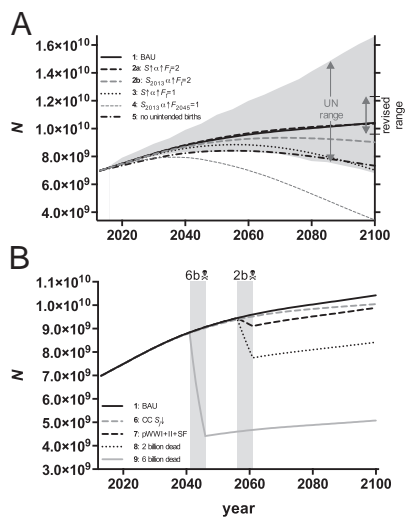 A
1.6×10¹⁰
1.4×10¹⁰
1.2×10¹⁰
1.0×10¹⁰
8.0×10⁹
6.0×10⁹
4.0×10⁹
N
1: BAU
2a: S↑α↑Fₗ=2
2b: S₂₀₁₃α↑Fₗ=2
3: S↑α↑Fₗ=1
4: S₂₀₁₃α↑F₂₀₄₅=1
5: no unintended births
UN
range
revised
range
2020 2040 2060 2080 2100
B
6b☠ 2b☠
1.1×10¹⁰
1.0×10¹⁰
9.0×10⁹
8.0×10⁹
7.0×10⁹
6.0×10⁹
5.0×10⁹
4.0×10⁹
3.0×10⁹
N
1: BAU
6: CC Sⱼ↓
7: pWWI+II+SF
8: 2 billion dead
9: 6 billion dead
2020 2040 2060 2080 2100
year